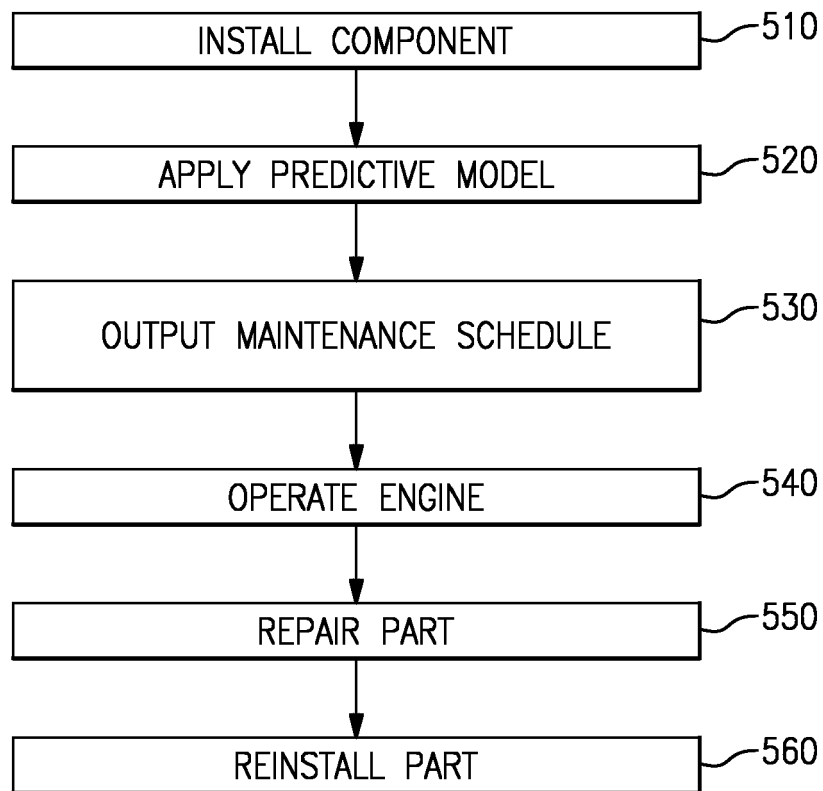 INSTALL COMPONENT 510
APPLY PREDICTIVE MODEL 520
OUTPUT MAINTENANCE SCHEDULE 530
OPERATE ENGINE 540
REPAIR PART 550
REINSTALL PART 560